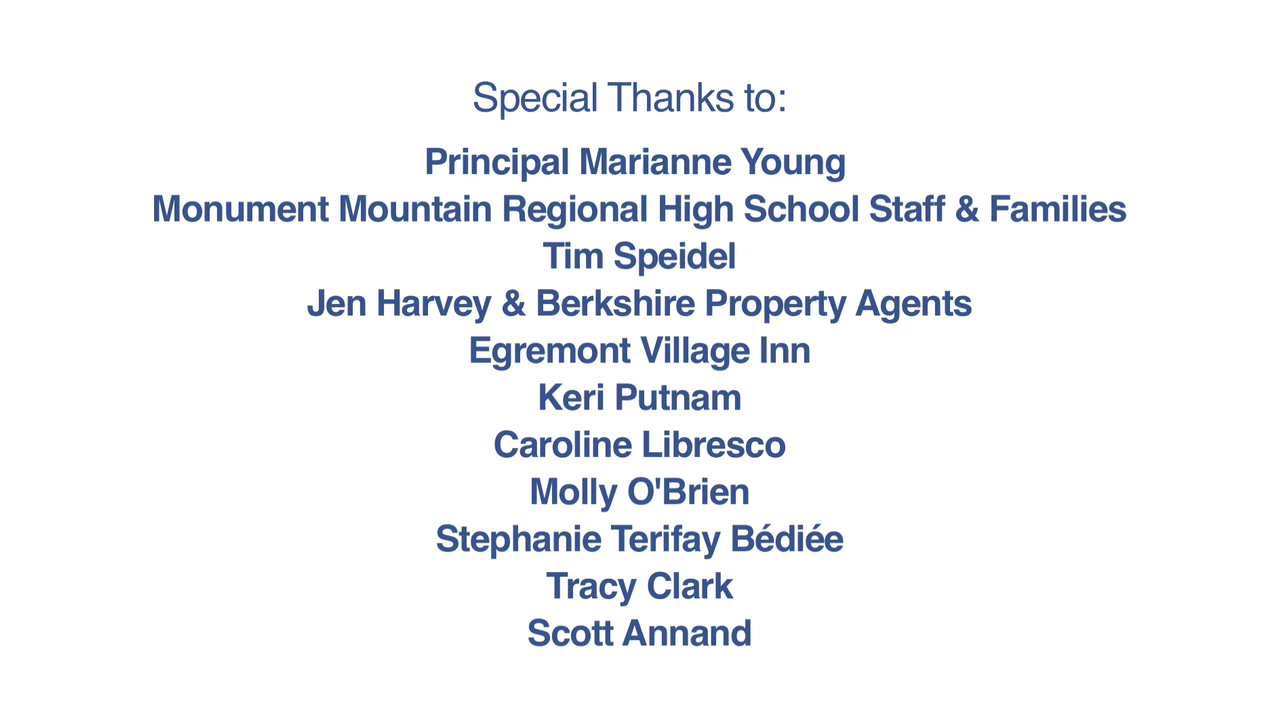 Special Thanks to:
Principal Marianne Young
Monument Mountain Regional High School Staff & Families
Tim Speidel
Jen Harvey & Berkshire Property Agents
Egremont Village Inn
Keri Putnam
Caroline Libresco
Molly O'Brien
Stephanie Terifay Bédiée
Tracy Clark
Scott Annand